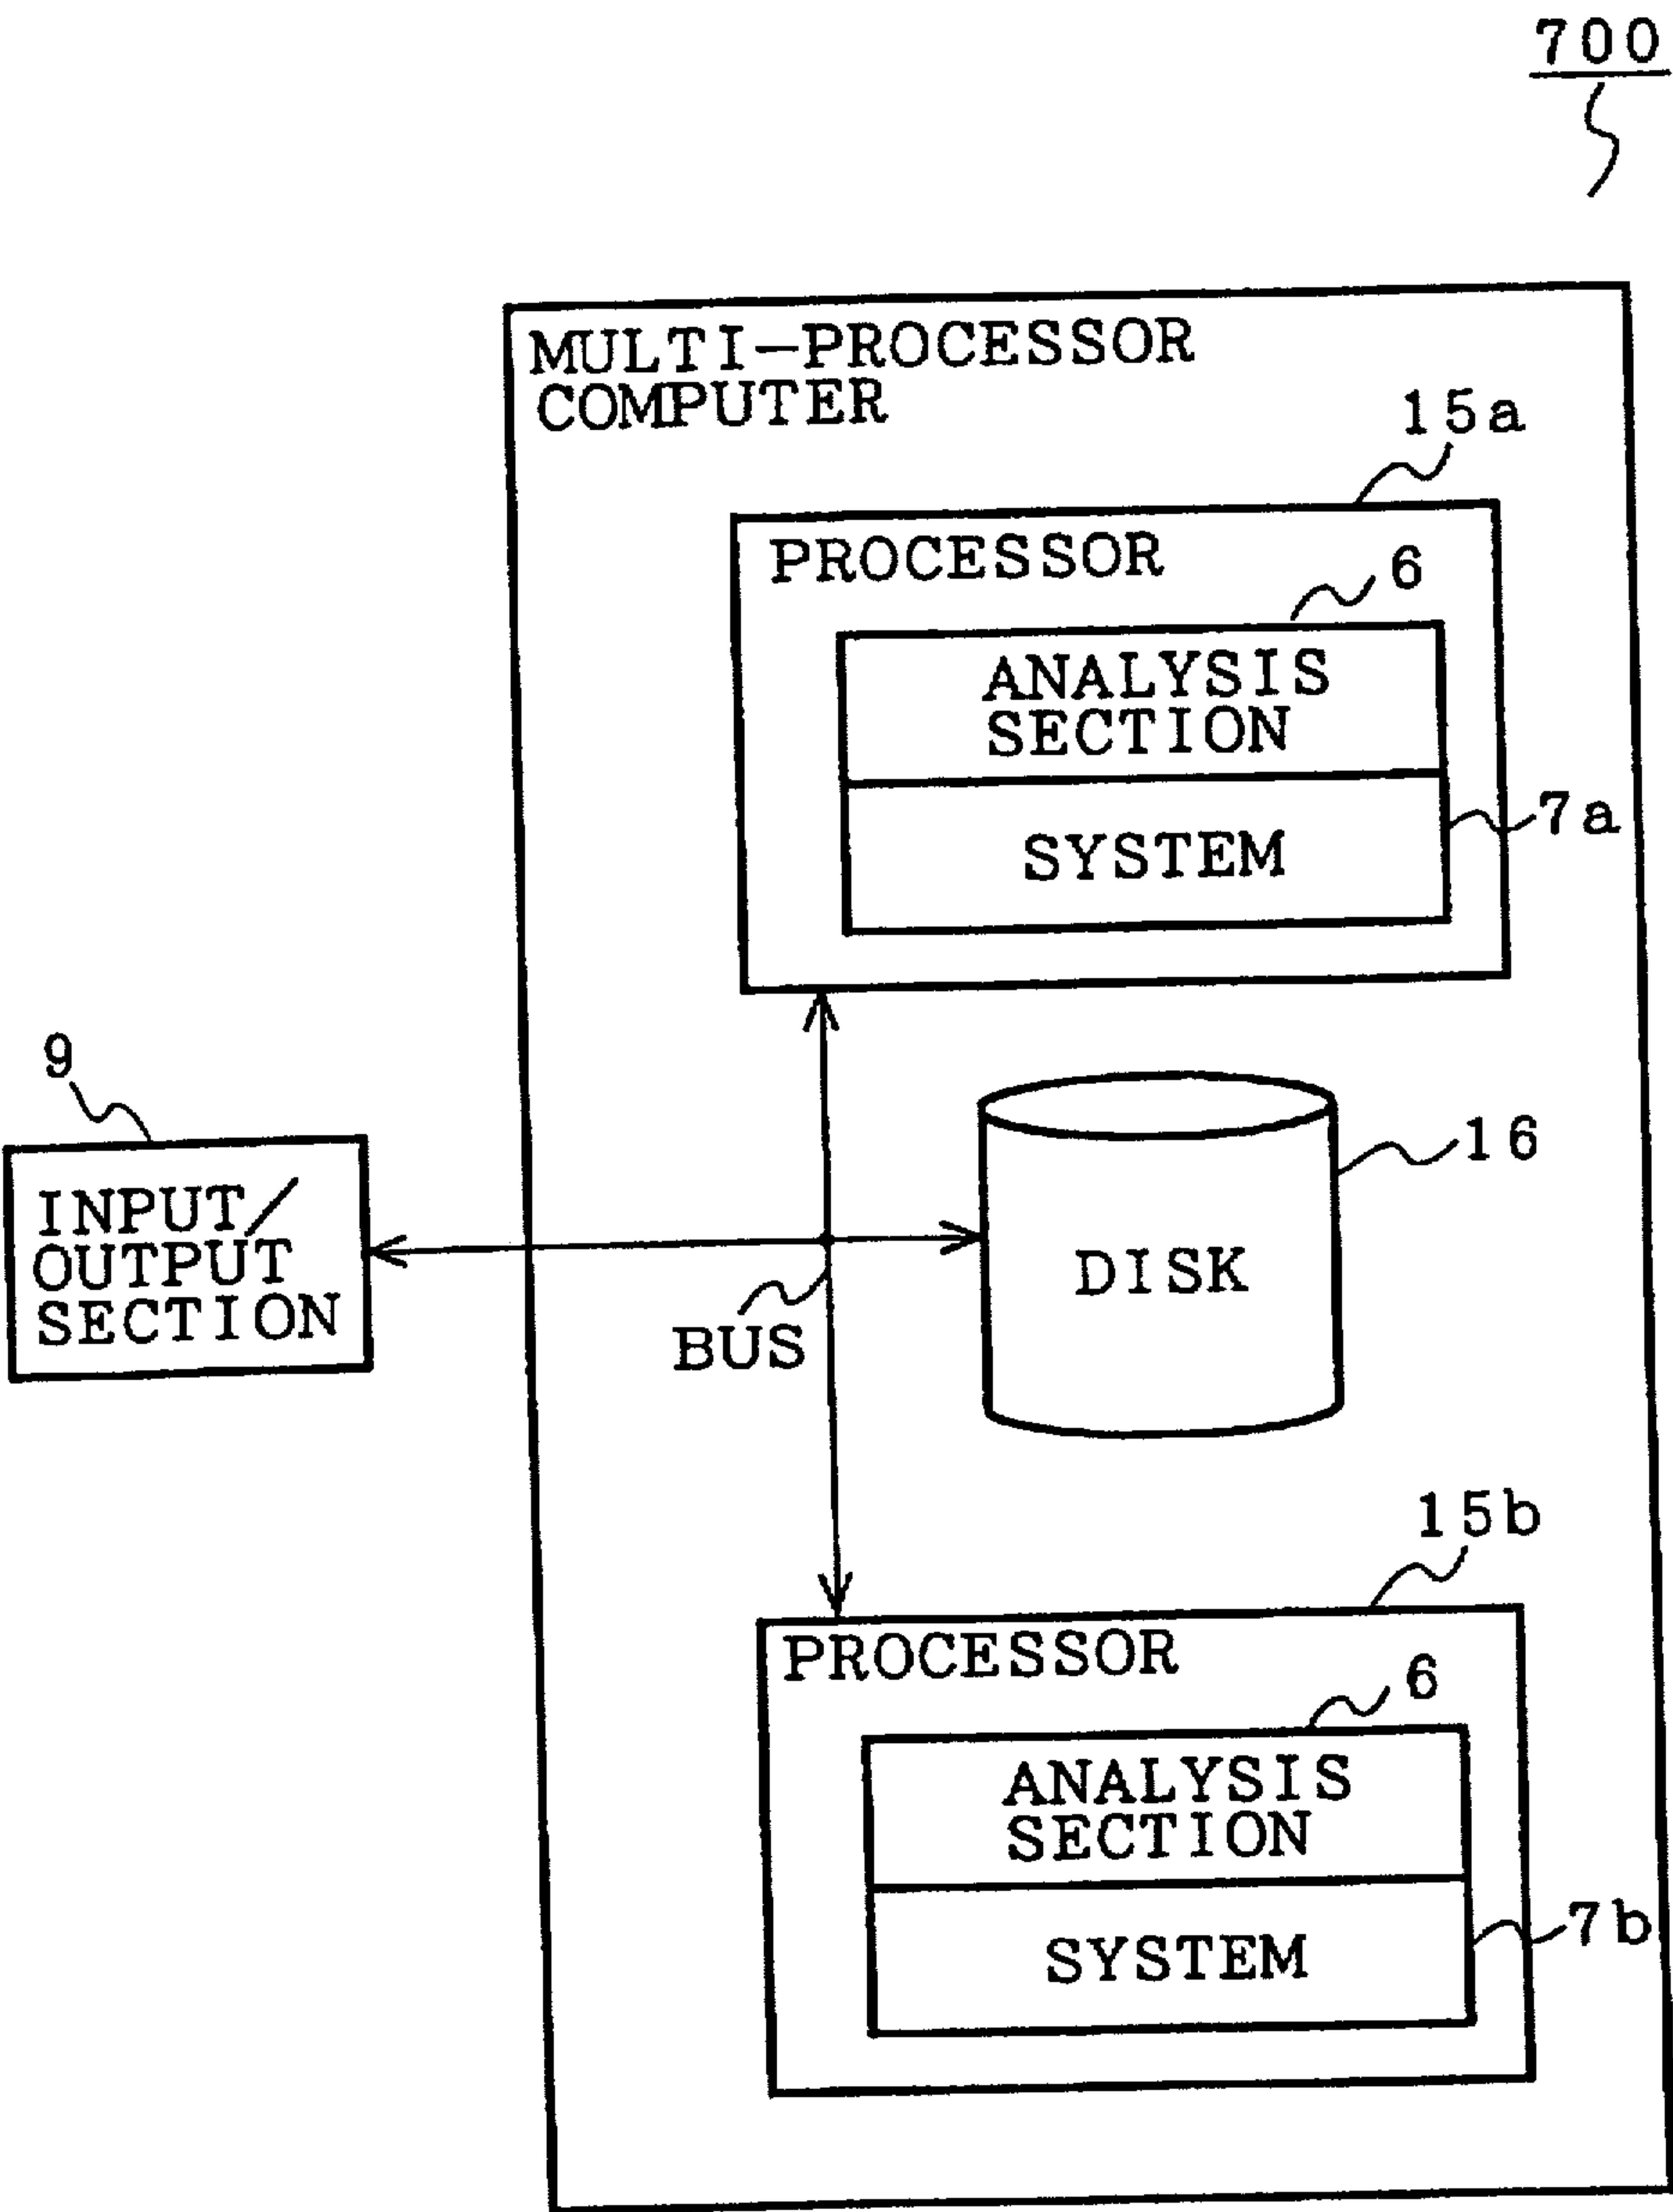 700
MULTI-PROCESSOR
COMPUTER
15a
PROCESSOR
6
ANALYSIS
SECTION
7a
SYSTEM
9
INPUT/
OUTPUT
SECTION
16
DISK
BUS
15b
PROCESSOR
6
ANALYSIS
SECTION
7b
SYSTEM